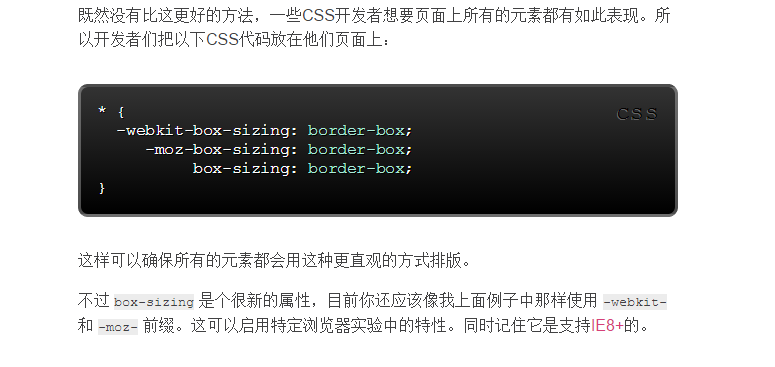 既然没有比这更好的方法，一些CSS开发者想要页面上所有的元素都有如此表现。所
以开发者们把以下CSS代码放在他们页面上：
CSS
* {
  -webkit-box-sizing: border-box;
     -moz-box-sizing: border-box;
          box-sizing: border-box;
}
这样可以确保所有的元素都会用这种更直观的方式排版。
不过 box-sizing 是个很新的属性，目前你还应该像我上面例子中那样使用 -webkit-
和 -moz- 前缀。这可以启用特定浏览器实验中的特性。同时记住它是支持IE8+的。